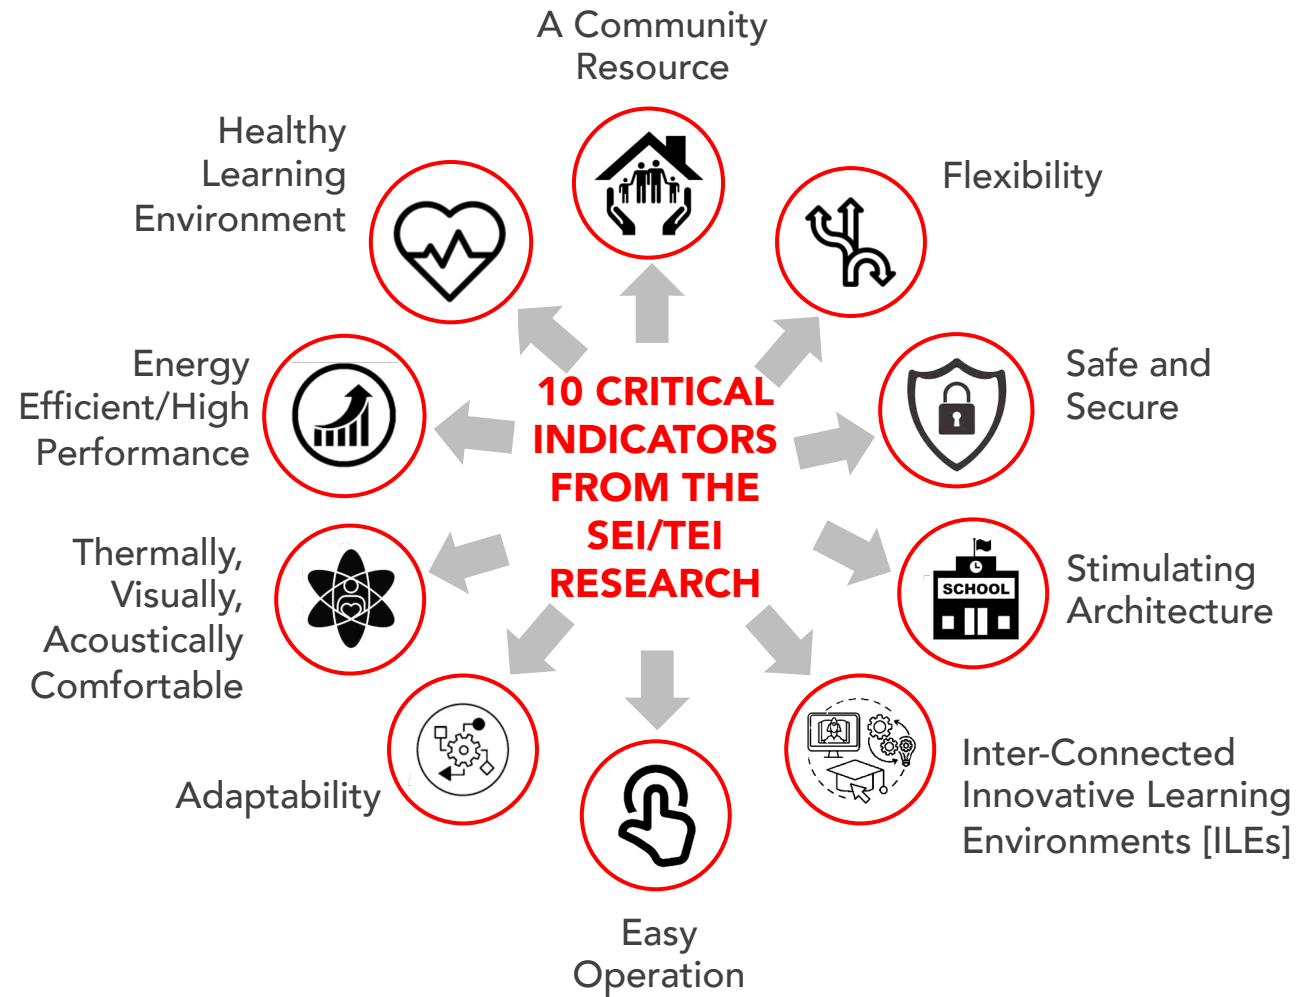 A Community
Resource
Healthy
Learning
Environment
Flexibility
Energy
Efficient/High
Performance
10 CRITICAL
INDICATORS
FROM THE
SEI/TEI
RESEARCH
Safe and
Secure
Thermally,
Visually,
Acoustically
Comfortable
SCHOOL
Stimulating
Architecture
Adaptability
Inter-Connected
Innovative Learning
Environments [ILEs]
Easy
Operation